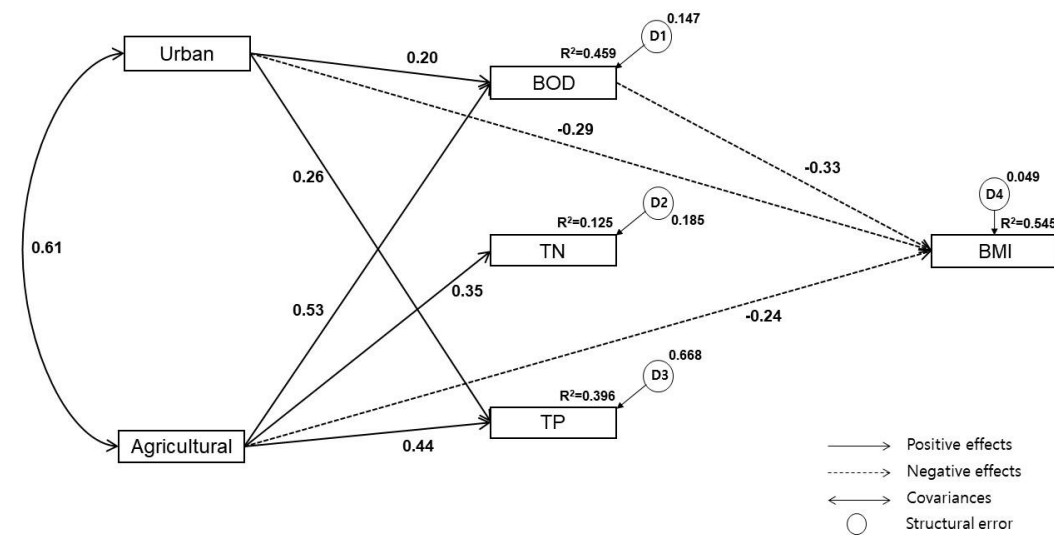 0.147
D1
R²=0.459
Urban
0.20
BOD
-0.29
-0.33
0.049
D4
R²=0.545
BMI
0.26
D2
R²=0.125
0.185
TN
0.61
0.35
0.53
-0.24
0.668
D3
R²=0.396
TP
Agricultural
0.44
Positive effects
Negative effects
Covariances
Structural error